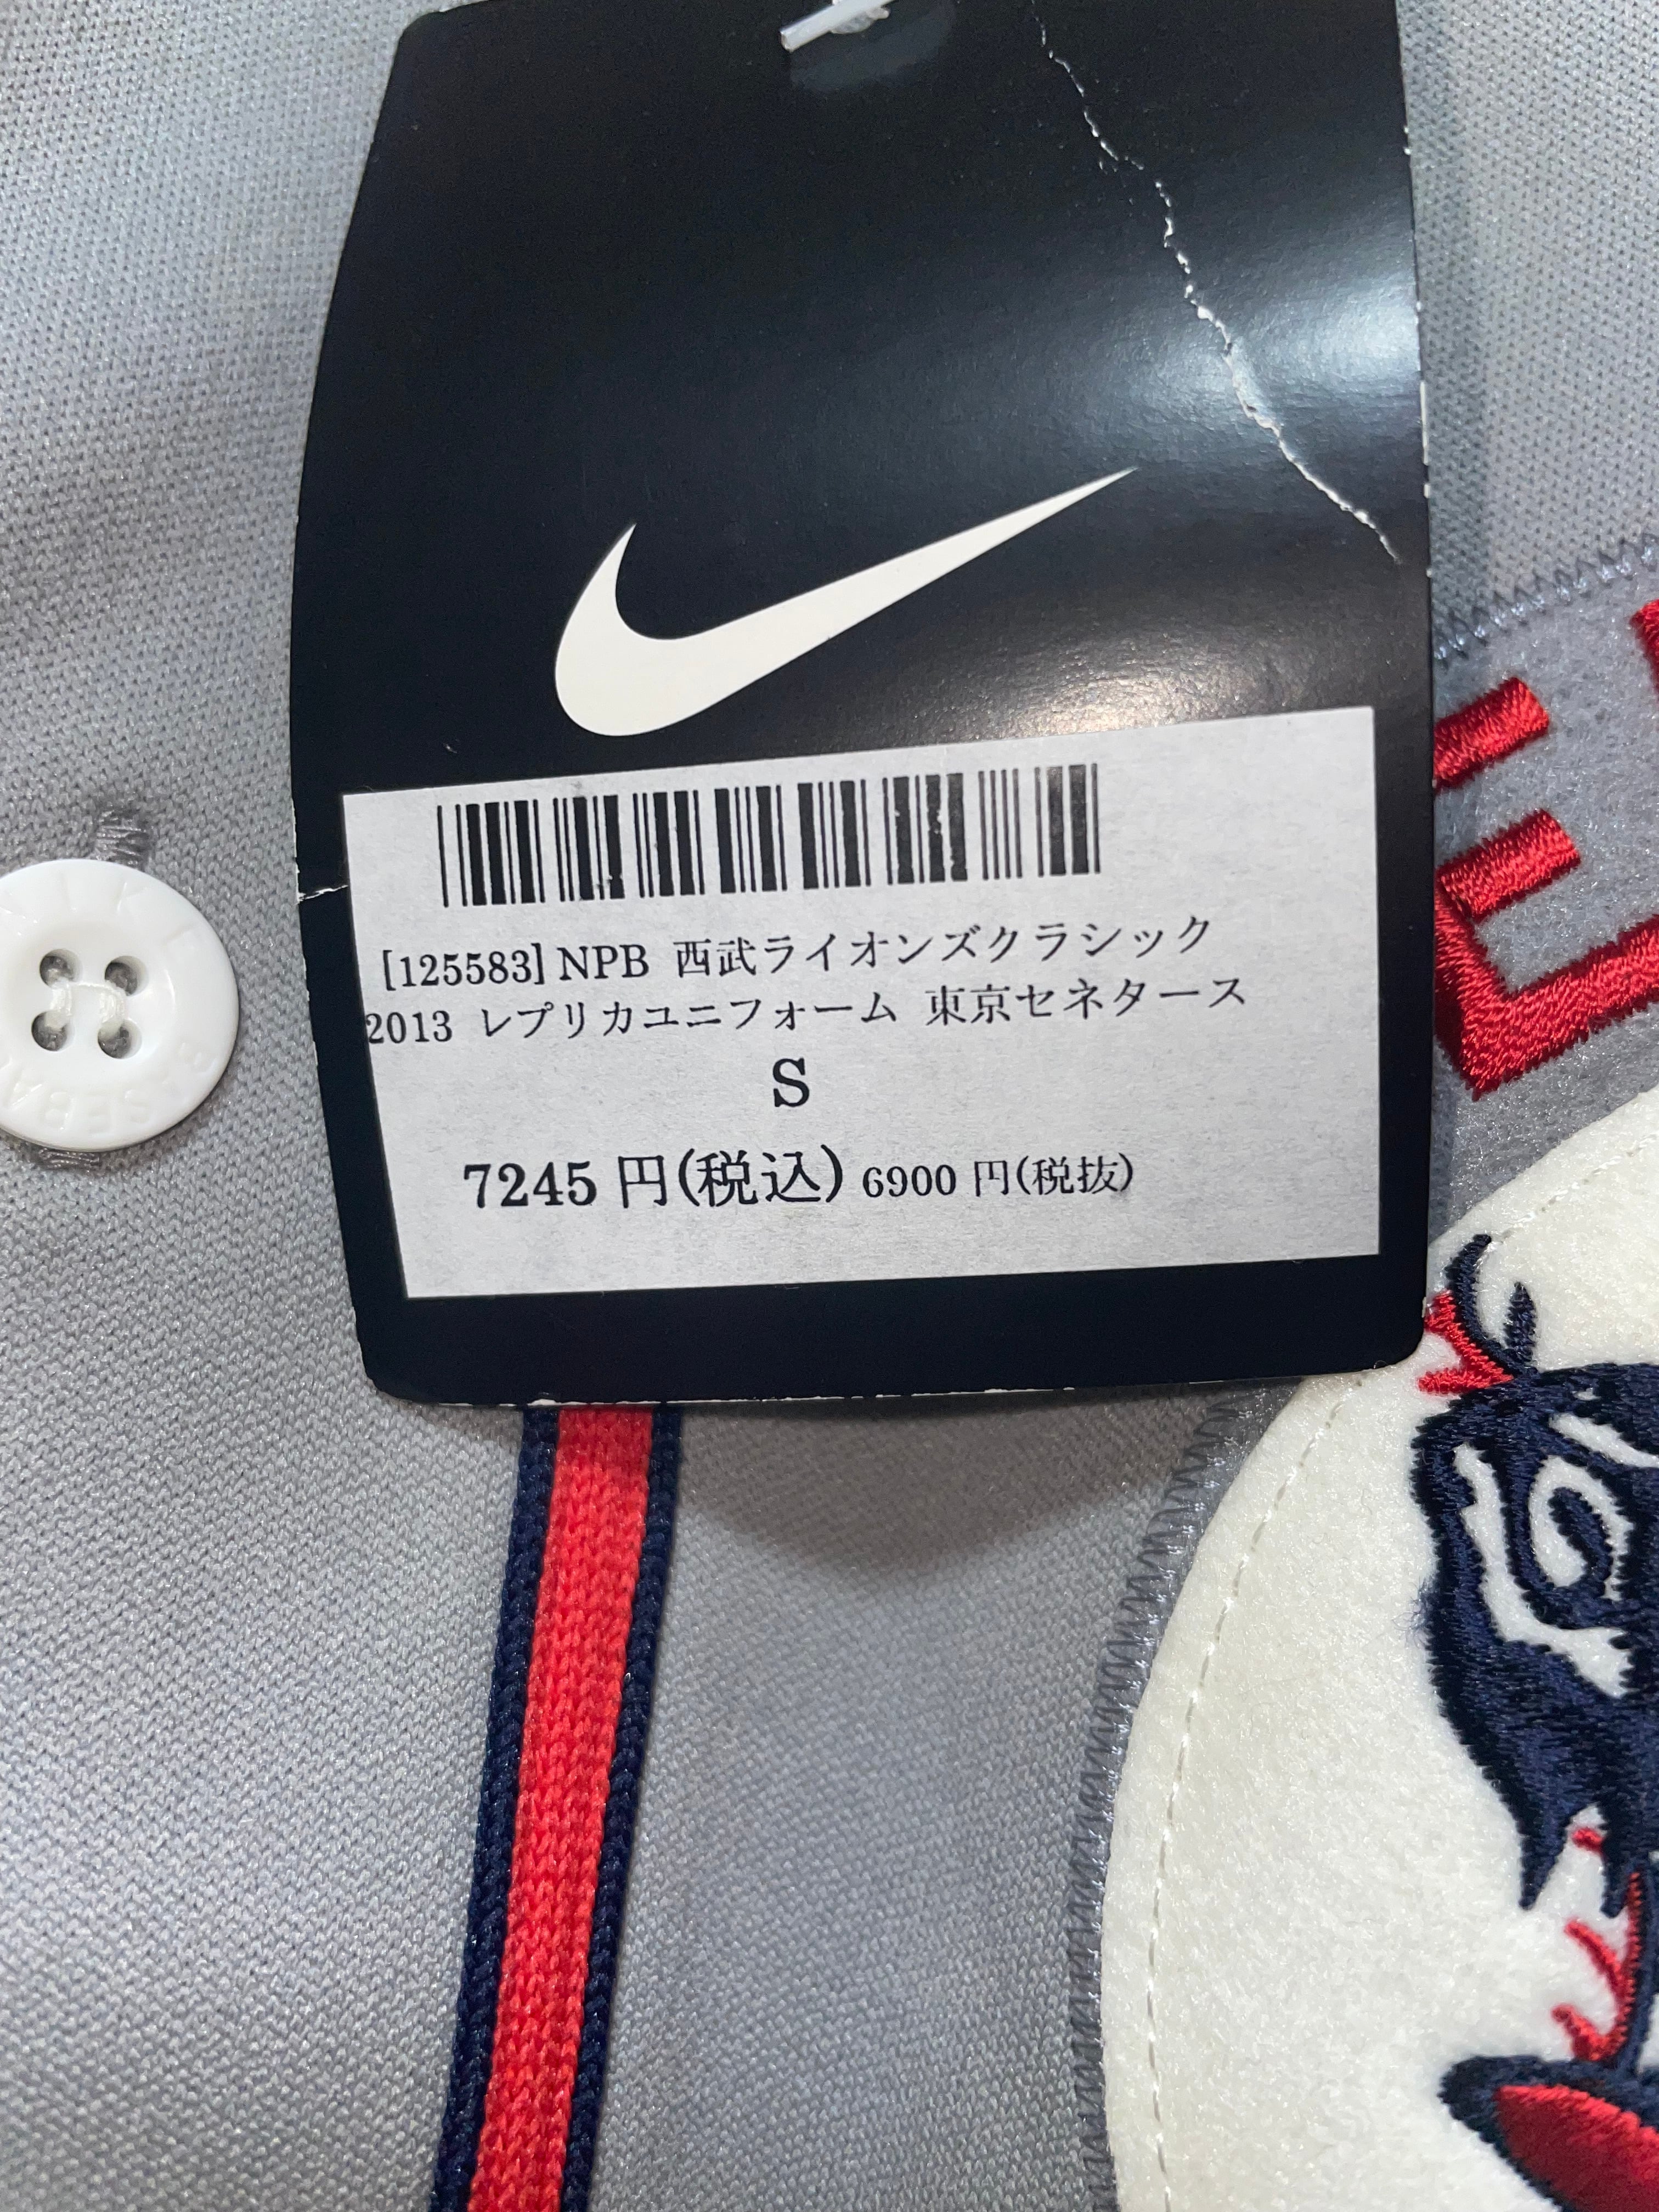 [125583] NPB 西武ライオンズクラシック
2013 レプリカユニフォーム 東京セネタース
S
7245 円(税込) 6900 円(税抜)